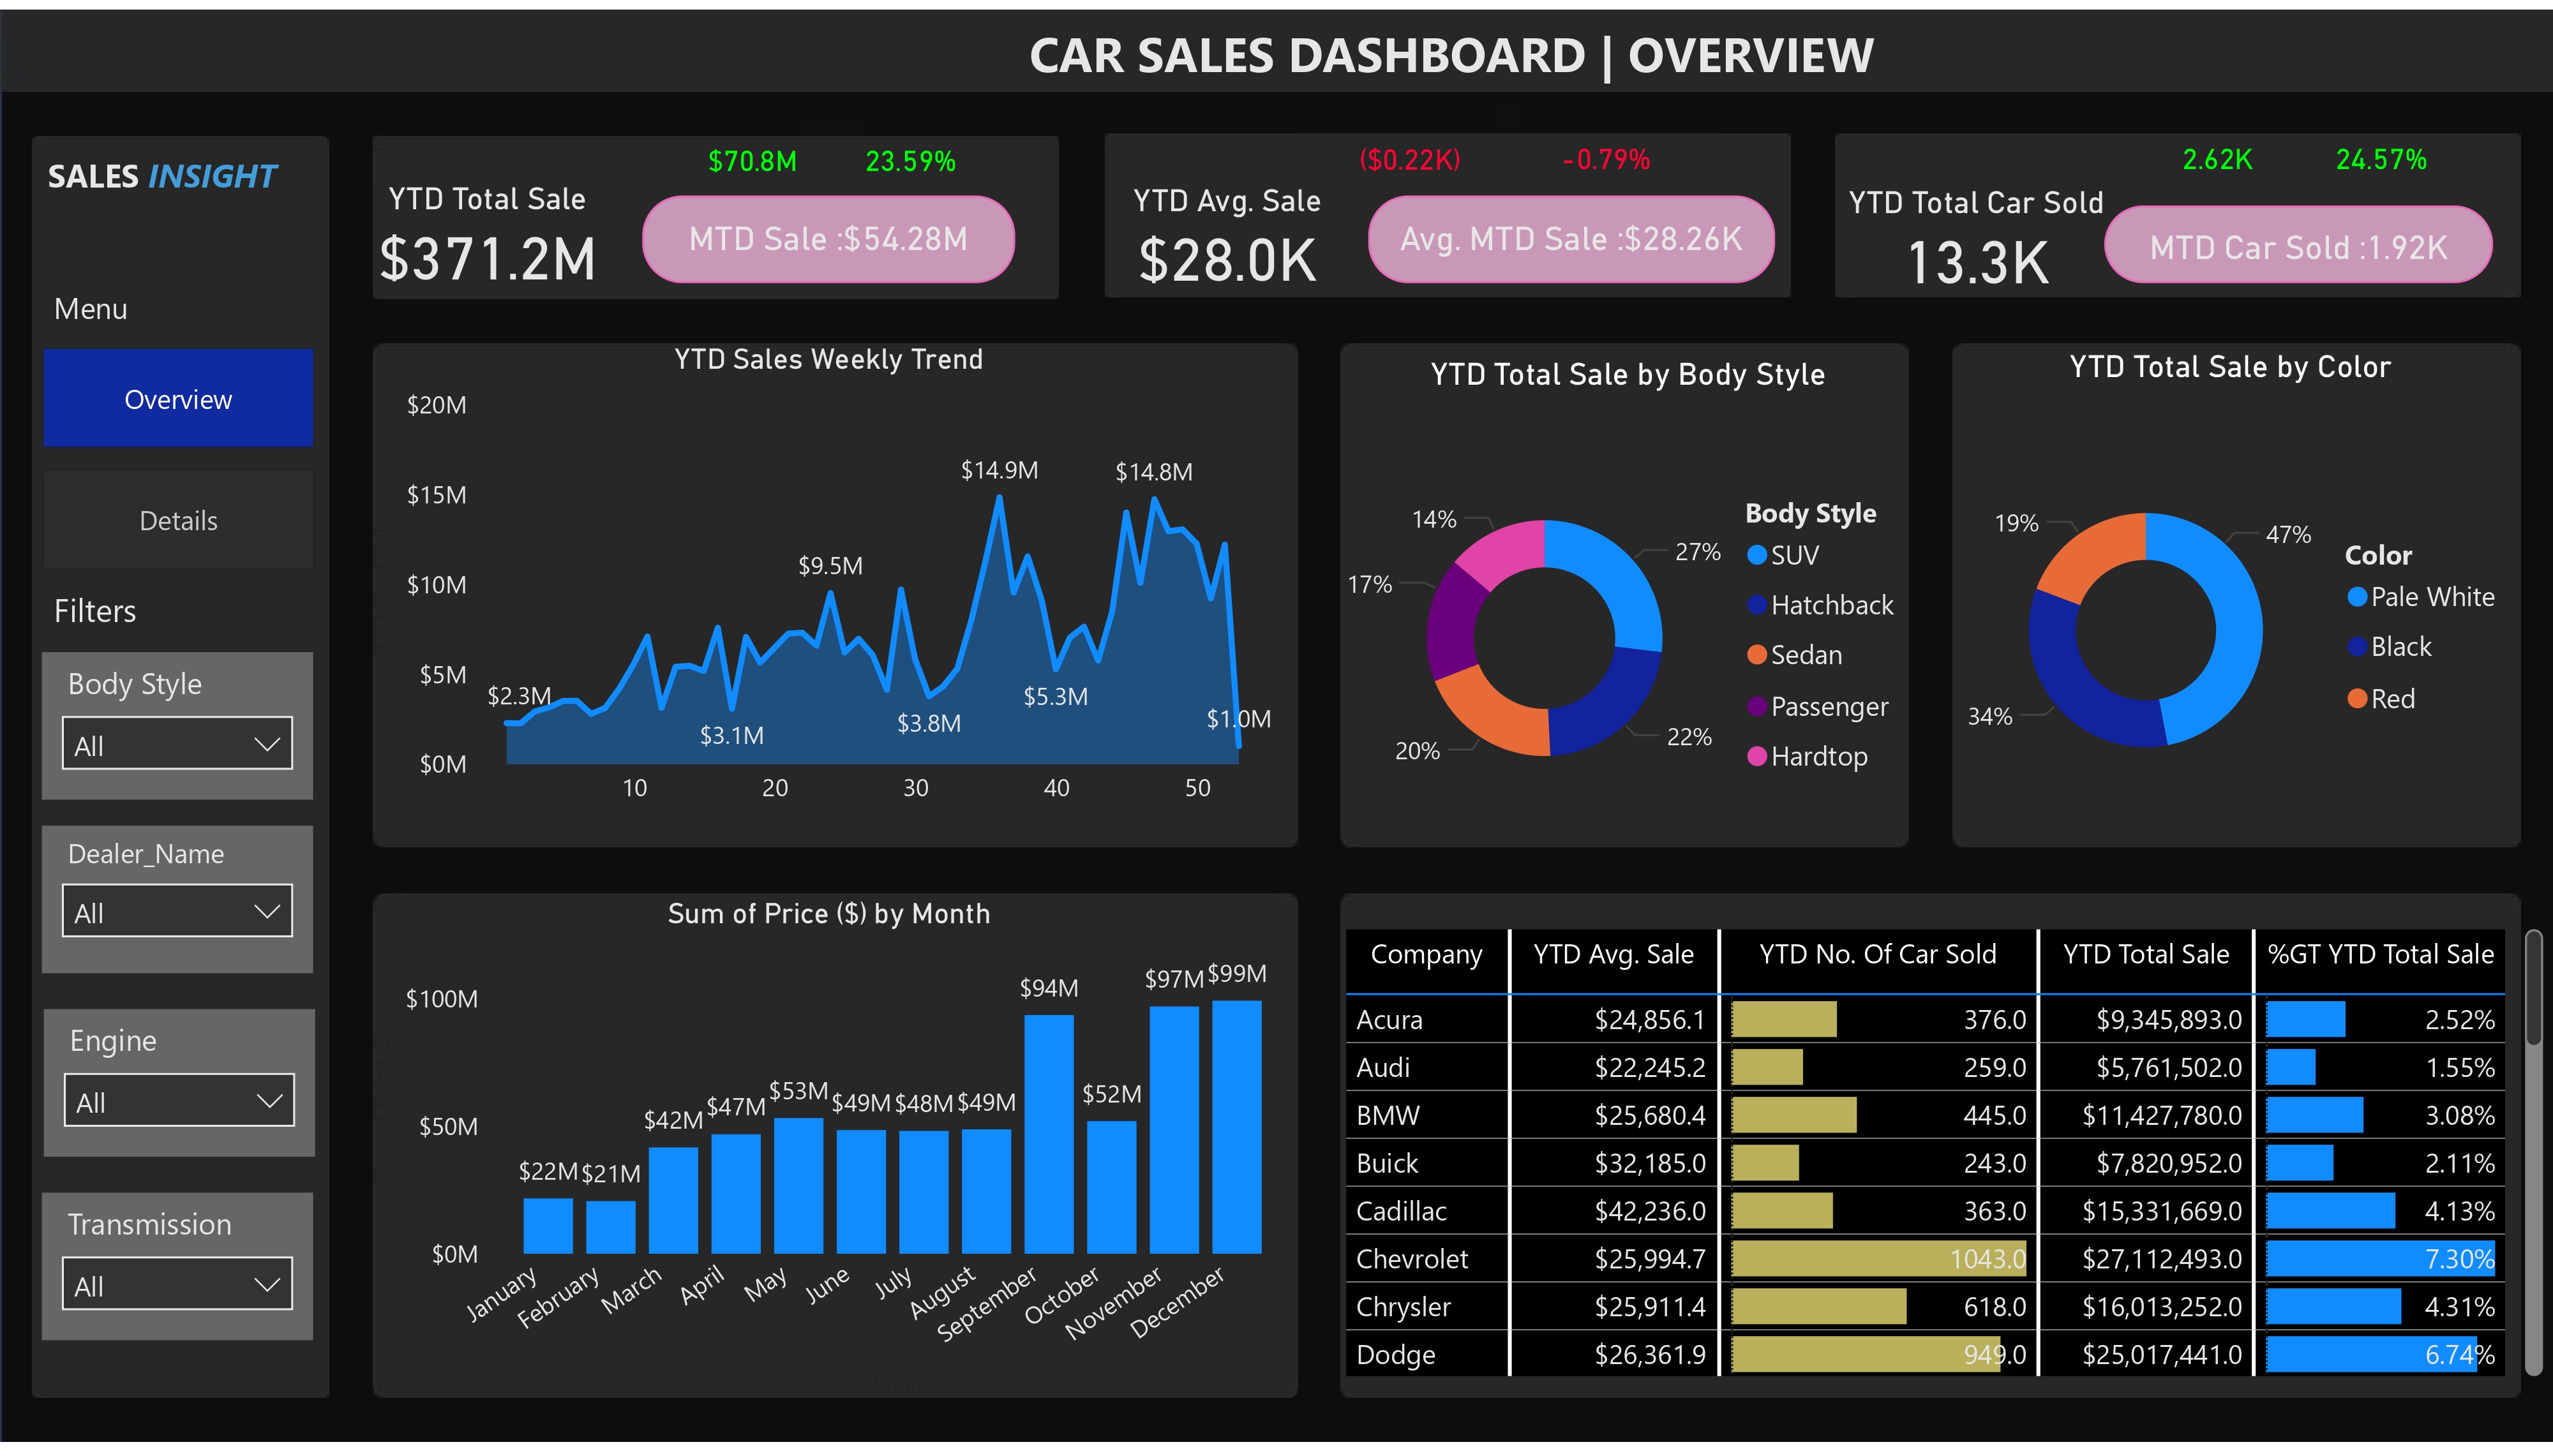 CAR SALES DASHBOARD | OVERVIEW
SALES INSIGHT
Menu
Overview
Details
Filters
Body Style
All
Dealer_Name
All
Engine
All
Transmission
All
$70.8M 23.59%
YTD Total Sale
$371.2M
MTD Sale :$54.28M
($0.22K) -0.79%
YTD Avg. Sale
$28.0K
Avg. MTD Sale :$28.26K
2.62K 24.57%
YTD Total Car Sold
13.3K
MTD Car Sold :1.92K
YTD Sales Weekly Trend
$20M
$15M
$10M
$5M
$0M
$2.3M
$3.1M
$9.5M
$3.8M
$14.9M
$5.3M
$14.8M
$1.0M
10 20 30 40 50
Week
YTD Total Sale by Body Style
14%
27%
17%
20%
22%
Body Style
SUV
Hatchback
Sedan
Passenger
Hardtop
YTD Total Sale by Color
19%
47%
34%
Color
Pale White
Black
Red
Sum of Price ($) by Month
$100M
$50M
$0M
$22M $21M $42M $47M $53M $49M $48M $49M $94M $52M $97M $99M
January February March April May June July August September October November December
Month
Company YTD Avg. Sale YTD No. Of Car Sold YTD Total Sale %GT YTD Total Sale
Acura $24,856.1 376.0 $9,345,893.0 2.52%
Audi $22,245.2 259.0 $5,761,502.0 1.55%
BMW $25,680.4 445.0 $11,427,780.0 3.08%
Buick $32,185.0 243.0 $7,820,952.0 2.11%
Cadillac $42,236.0 363.0 $15,331,669.0 4.13%
Chevrolet $25,994.7 1043.0 $27,112,493.0 7.30%
Chrysler $25,911.4 618.0 $16,013,252.0 4.31%
Dodge $26,361.9 949.0 $25,017,441.0 6.74%